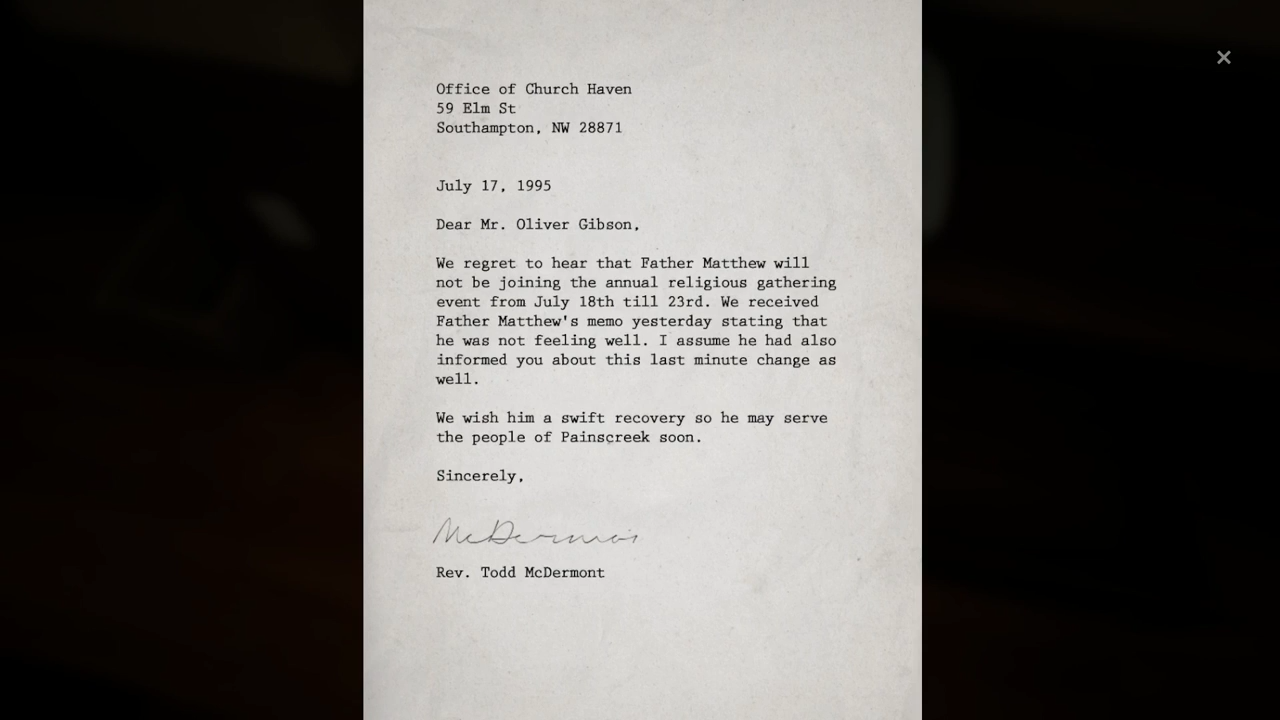 Office of Church Haven
59 Elm St
Southampton, NW 28871
July 17, 1995
Dear Mr. Oliver Gibson,
We regret to hear that Father Matthew will
not be joining the annual religious gathering
event from July 18th till 23rd. We received
Father Matthew's memo yesterday stating that
he was not feeling well. I assume he had also
informed you about this last minute change as
well.
We wish him a swift recovery so he may serve
the people of Painscreek soon.
Sincerely,
McDermont
Rev. Todd McDermont